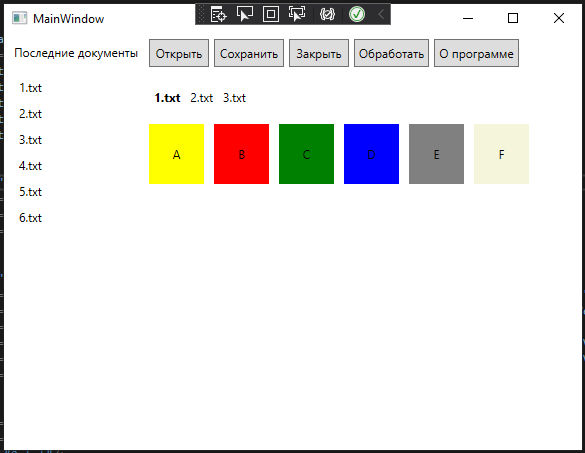 MainWindow
Последние документы
Открыть Сохранить Закрыть Обработать О программе
1.txt 2.txt 3.txt
1.txt
2.txt
3.txt
4.txt
5.txt
6.txt
A B C D E F